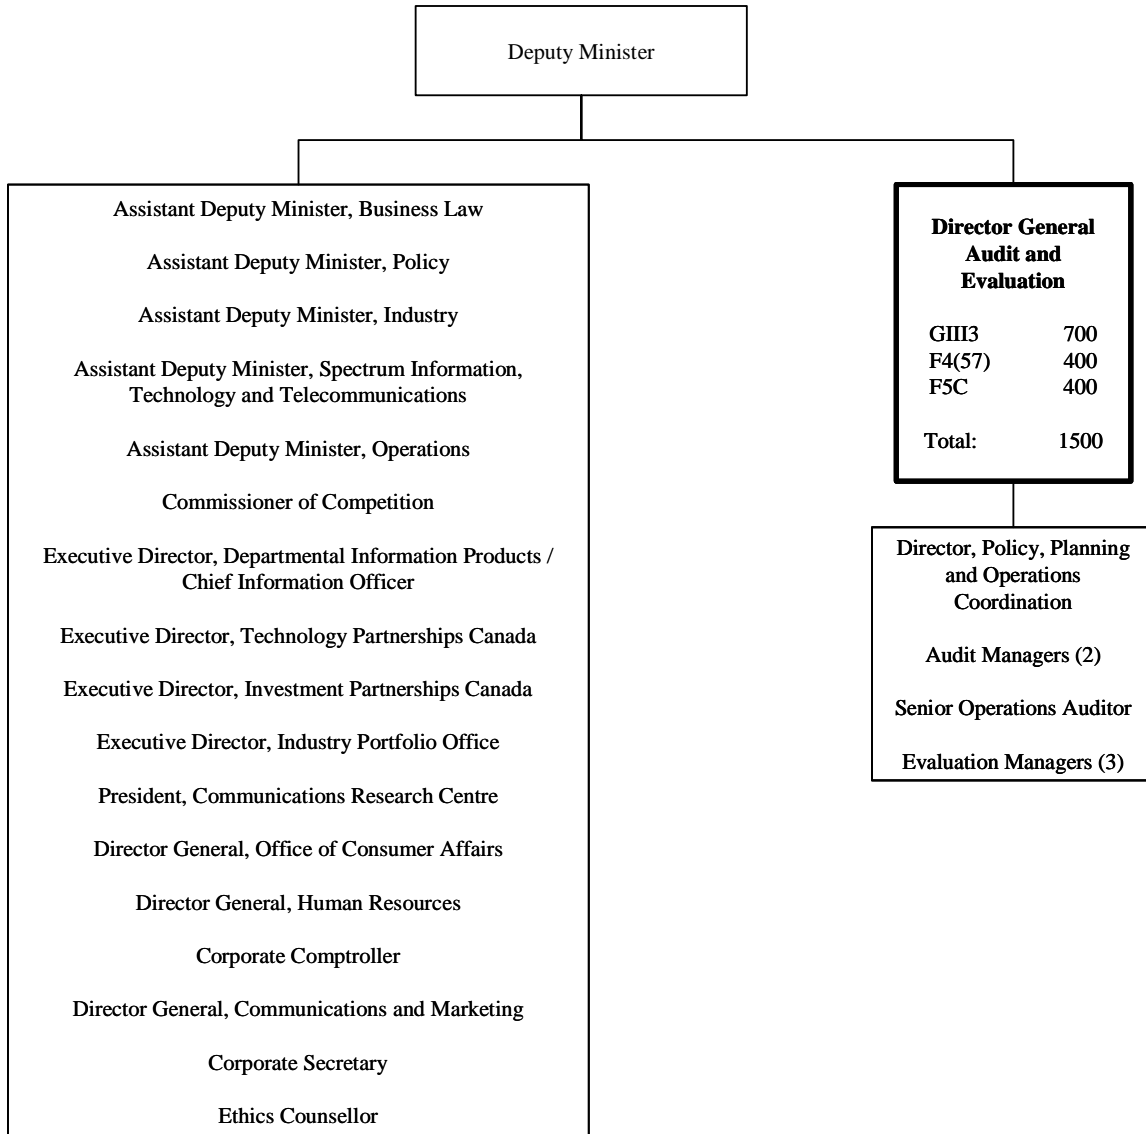 Deputy Minister
Assistant Deputy Minister, Business Law
Assistant Deputy Minister, Policy
Assistant Deputy Minister, Industry
Assistant Deputy Minister, Spectrum Information,
Technology and Telecommunications
Assistant Deputy Minister, Operations
Commissioner of Competition
Executive Director, Departmental Information Products /
Chief Information Officer
Executive Director, Technology Partnerships Canada
Executive Director, Investment Partnerships Canada
Executive Director, Industry Portfolio Office
President, Communications Research Centre
Director General, Office of Consumer Affairs
Director General, Human Resources
Corporate Comptroller
Director General, Communications and Marketing
Corporate Secretary
Ethics Counsellor
Director General
Audit and
Evaluation
GIII3 700
F4(57) 400
F5C 400
Total: 1500
Director, Policy, Planning
and Operations
Coordination
Audit Managers (2)
Senior Operations Auditor
Evaluation Managers (3)